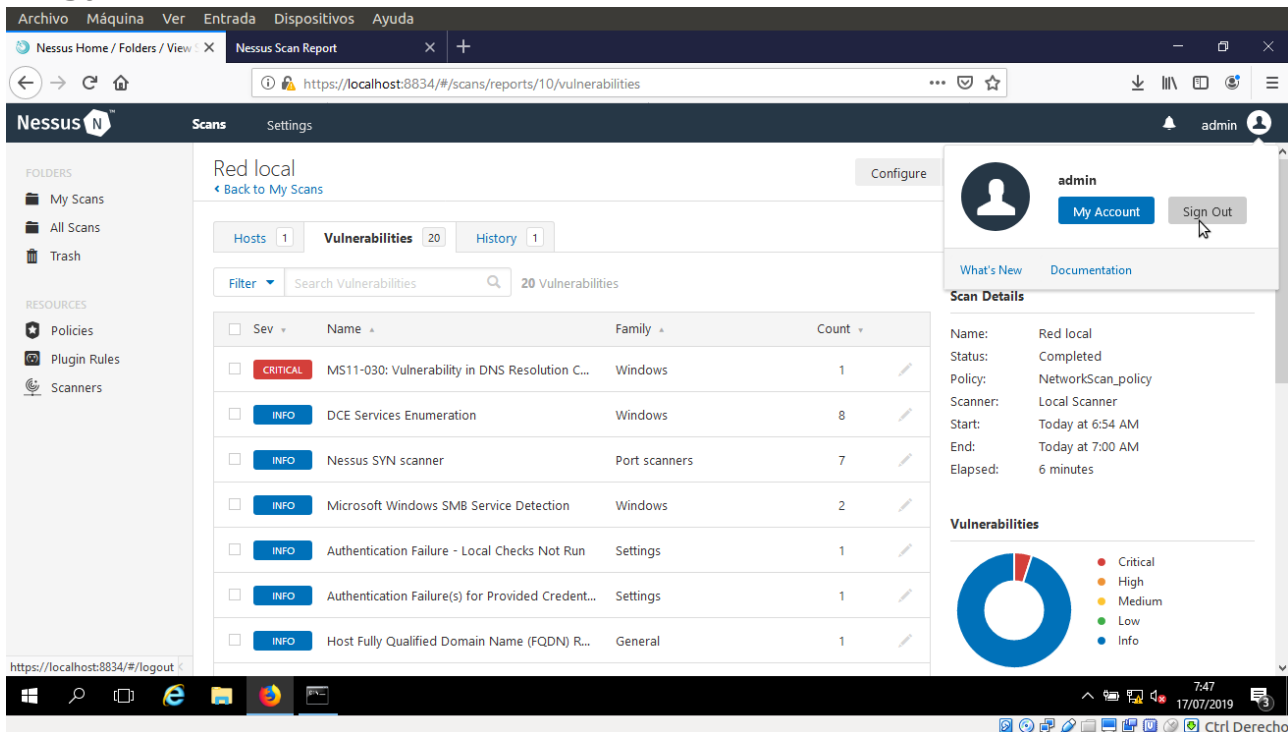 Archivo Máquina Ver Entrada Dispositivos Ayuda
Nessus Home / Folders / View S
Nessus Scan Report
https://localhost:8834/#/scans/reports/10/vulnerabilities
Nessus N
Scans
Settings
admin
FOLDERS
My Scans
All Scans
Trash
RESOURCES
Policies
Plugin Rules
Scanners
Red local
Back to My Scans
Configure
admin
My Account
Sign Out
What's New
Documentation
Hosts 1
Vulnerabilities 20
History 1
Filter
Search Vulnerabilities
20 Vulnerabilities
Sev Name Family Count
CRITICAL MS11-030: Vulnerability in DNS Resolution C... Windows 1
INFO DCE Services Enumeration Windows 8
INFO Nessus SYN scanner Port scanners 7
INFO Microsoft Windows SMB Service Detection Windows 2
INFO Authentication Failure - Local Checks Not Run Settings 1
INFO Authentication Failure(s) for Provided Credent... Settings 1
INFO Host Fully Qualified Domain Name (FQDN) R... General 1
Scan Details
Name: Red local
Status: Completed
Policy: NetworkScan_policy
Scanner: Local Scanner
Start: Today at 6:54 AM
End: Today at 7:00 AM
Elapsed: 6 minutes
Vulnerabilities
Critical
High
Medium
Low
Info
https://localhost:8834/#/logout
7:47
17/07/2019
3
Ctrl Derecho